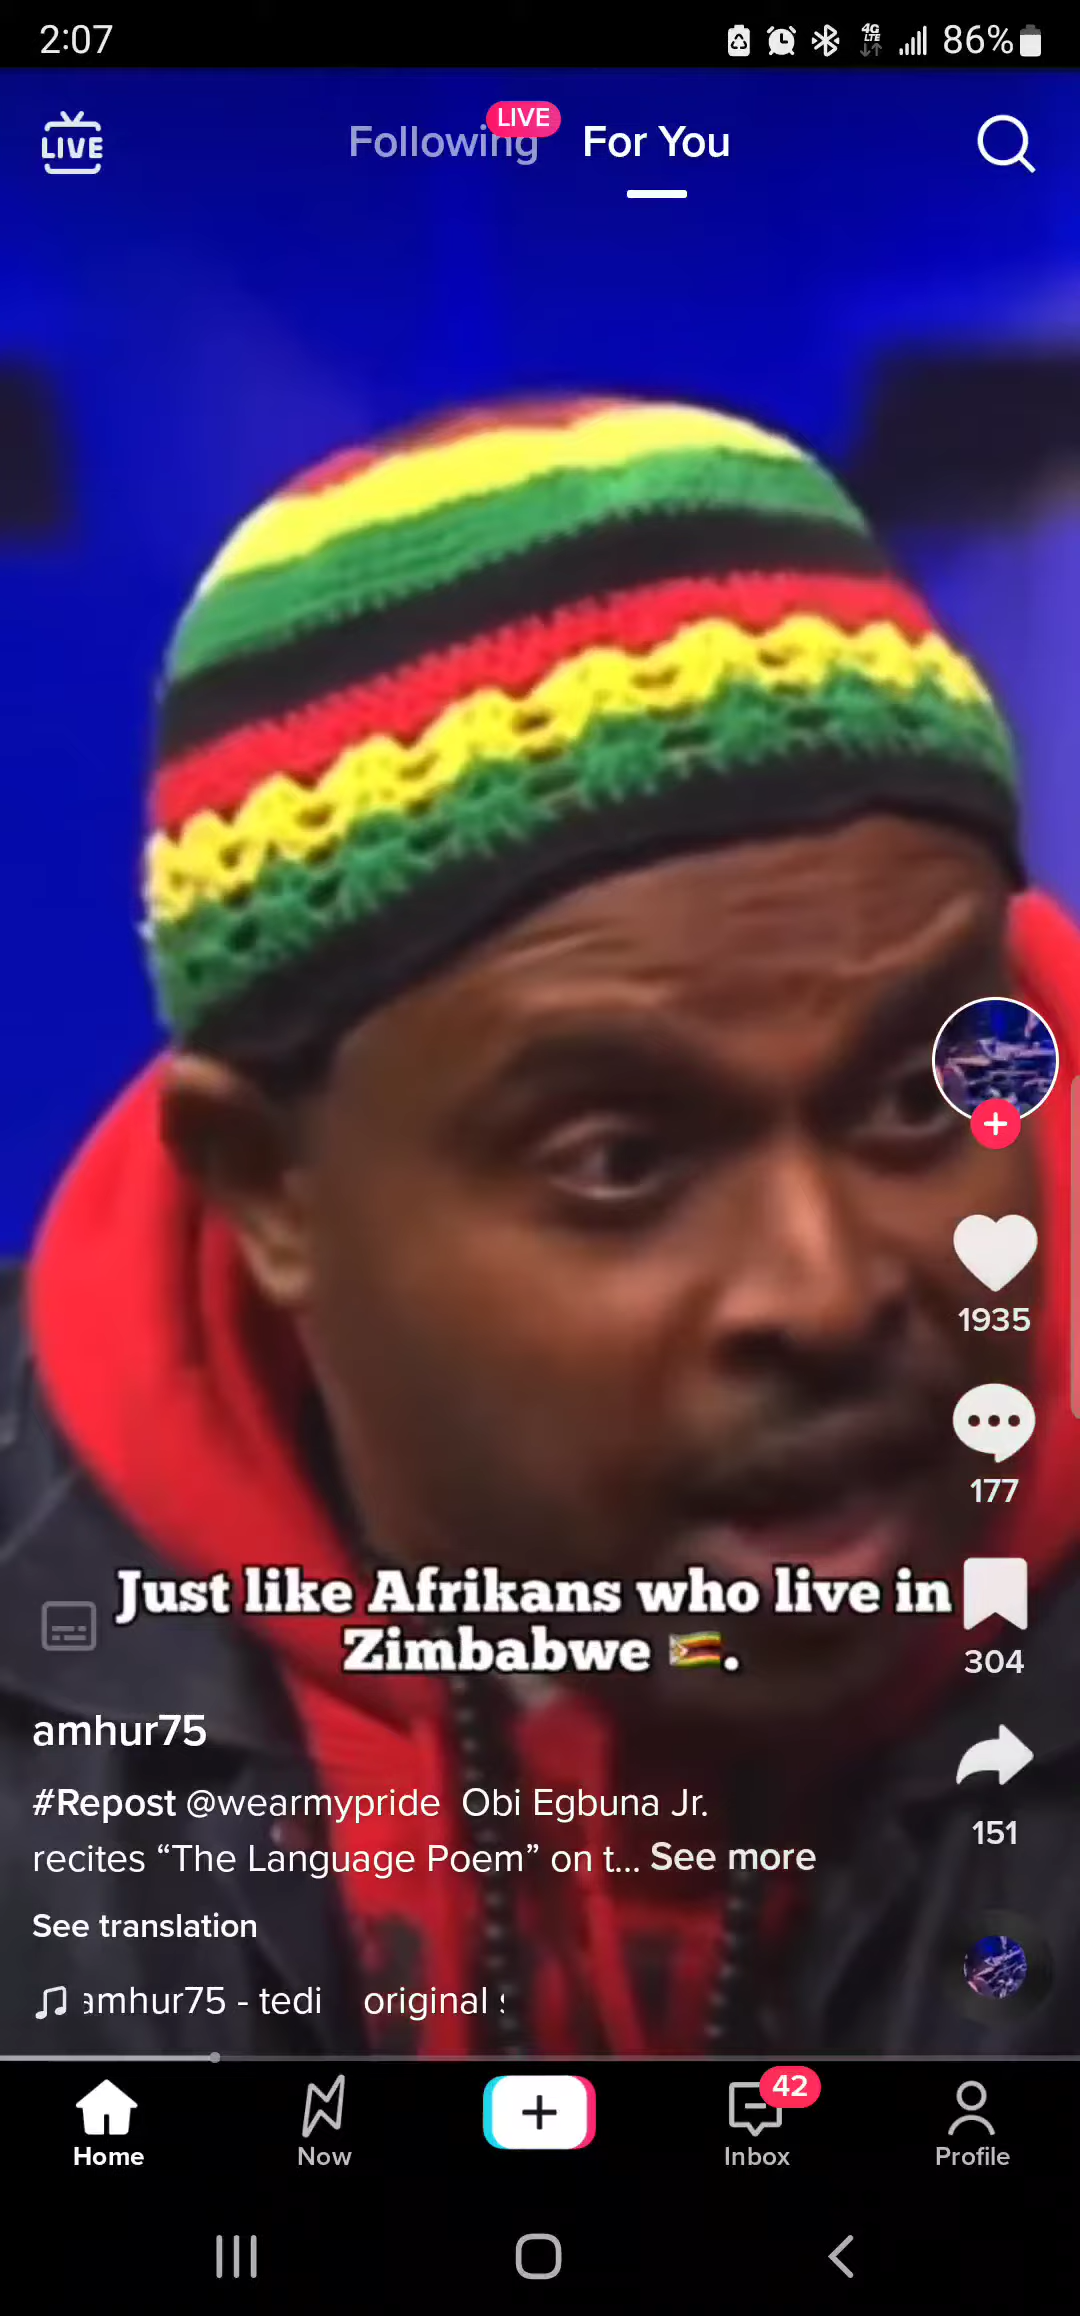 2:07
4G
LTE
86%
LIVE
Following
LIVE
For You
1935
177
Just like Afrikans who live in
Zimbabwe 🇿🇼.
304
amhur75
#Repost @wearmypride Obi Egbuna Jr.
recites “The Language Poem” on t... See more
151
See translation
amhur75 - tedi original s
Home
Now
42
Inbox
Profile